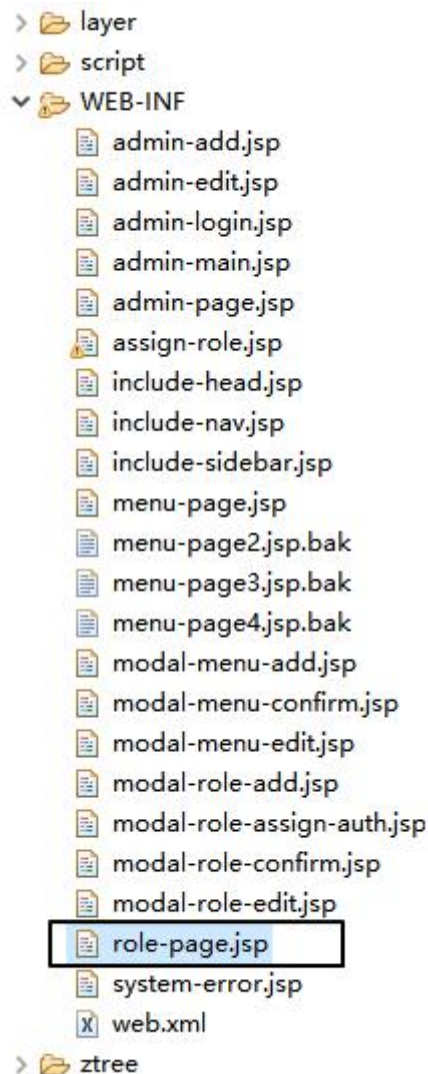 layer
script
WEB-INF
admin-add.jsp
admin-edit.jsp
admin-login.jsp
admin-main.jsp
admin-page.jsp
assign-role.jsp
include-head.jsp
include-nav.jsp
include-sidebar.jsp
menu-page.jsp
menu-page2.jsp.bak
menu-page3.jsp.bak
menu-page4.jsp.bak
modal-menu-add.jsp
modal-menu-confirm.jsp
modal-menu-edit.jsp
modal-role-add.jsp
modal-role-assign-auth.jsp
modal-role-confirm.jsp
modal-role-edit.jsp
role-page.jsp
system-error.jsp
web.xml
ztree